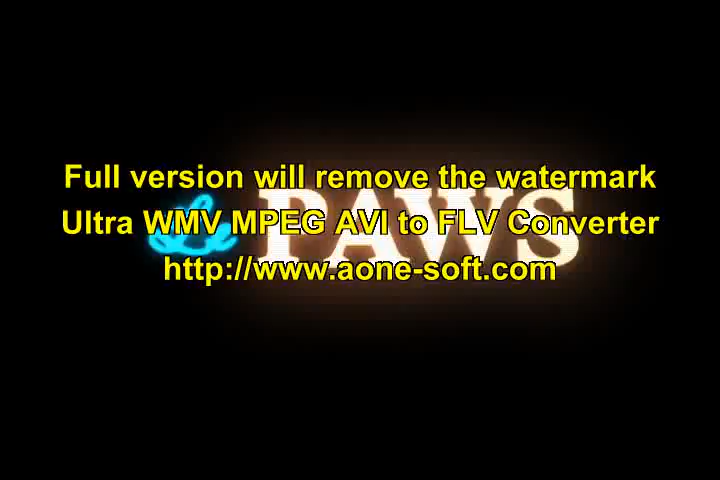 Full version will remove the watermark
Ultra WMV MPEG AVI to FLV Converter
http://www.aone-soft.com
& PAWS